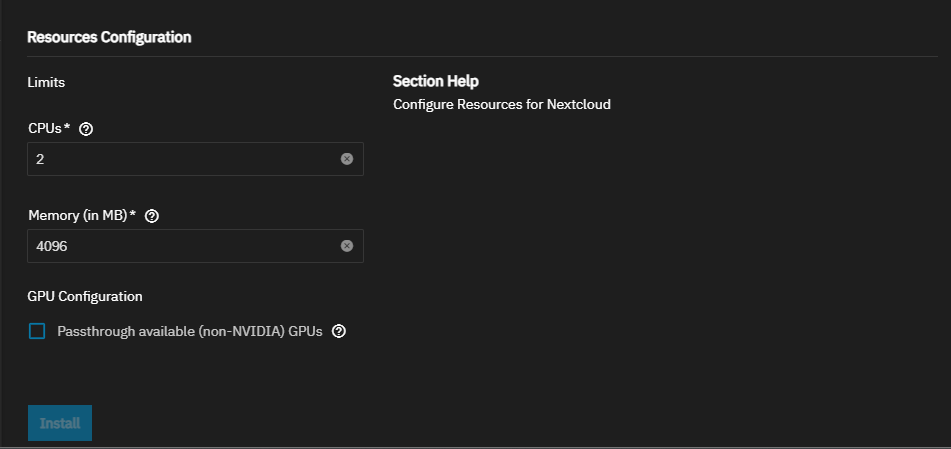 Resources Configuration
Limits
Section Help
Configure Resources for Nextcloud
CPUs*
2
Memory (in MB)*
4096
GPU Configuration
Passthrough available (non-NVIDIA) GPUs
Install